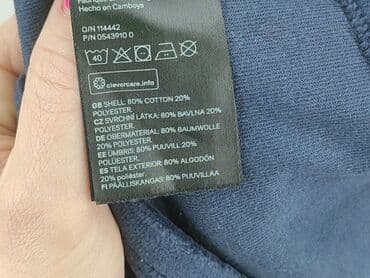 Hecho en Camboya
O/N 114442
P/N 0543910 0
40
clevercare.info
GB SHELL: 80% COTTON 20%
POLYESTER.
CZ SVRCHNÍ LÁTKA: 80% BAVLNA 20%
POLYESTER.
DE OBERMATERIAL: 80% BAUMWOLLE
20% POLYESTER.
EE ÜMBRIS: 80% PUUVILL 20%
POLÜESTER.
ES TELA EXTERIOR: 80% ALGODÓN
20% poliéster.
FI PÄÄLLISKANGAS: 80% PUUVILLAA